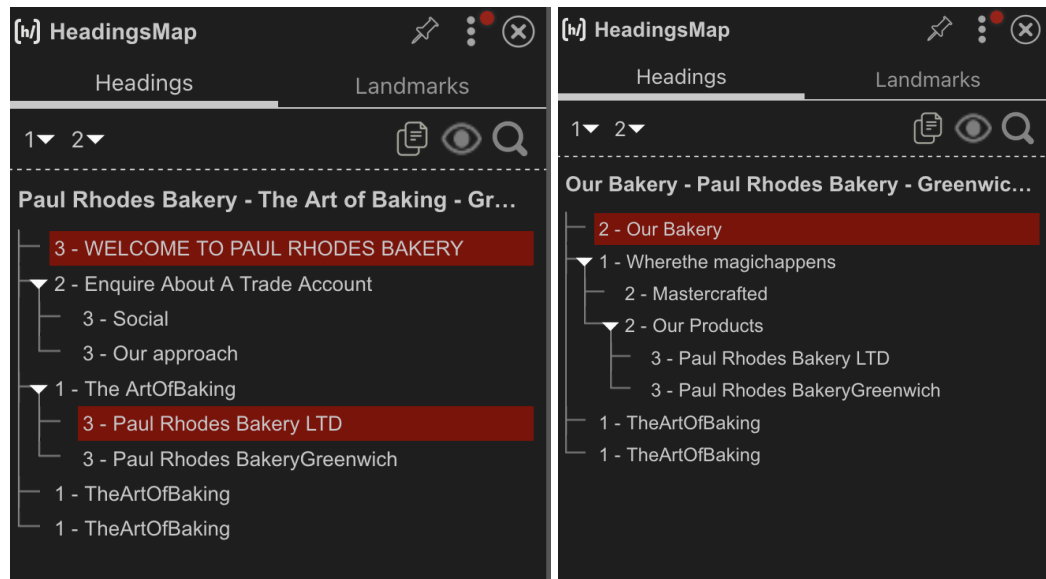 [h/] HeadingsMap
Headings
Landmarks
1 2
Paul Rhodes Bakery - The Art of Baking - Gr...
3 - WELCOME TO PAUL RHODES BAKERY
2 - Enquire About A Trade Account
3 - Social
3 - Our approach
1 - The ArtOfBaking
3 - Paul Rhodes Bakery LTD
3 - Paul Rhodes BakeryGreenwich
1 - TheArtOfBaking
1 - TheArtOfBaking
[h/] HeadingsMap
Headings
Landmarks
1 2
Our Bakery - Paul Rhodes Bakery - Greenwic...
2 - Our Bakery
1 - Wherethe magichappens
2 - Mastercrafted
2 - Our Products
3 - Paul Rhodes Bakery LTD
3 - Paul Rhodes BakeryGreenwich
1 - TheArtOfBaking
1 - TheArtOfBaking